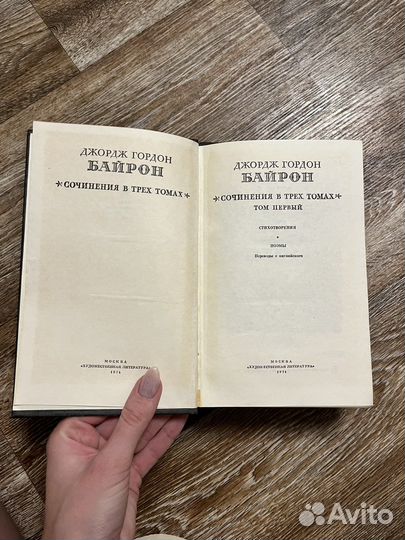 ДЖОРДЖ ГОРДОН
БАЙРОН
СОЧИНЕНИЯ В ТРЕХ ТОМАХ
МОСКВА
«ХУДОЖЕСТВЕННАЯ ЛИТЕРАТУРА»
1974
ДЖОРДЖ ГОРДОН
БАЙРОН
СОЧИНЕНИЯ В ТРЕХ ТОМАХ
ТОМ ПЕРВЫЙ
СТИХОТВОРЕНИЯ
ПОЭМЫ
Переводы с английского
МОСКВА
«ХУДОЖЕСТВЕННАЯ ЛИТЕРАТУРА»
1974
Avito